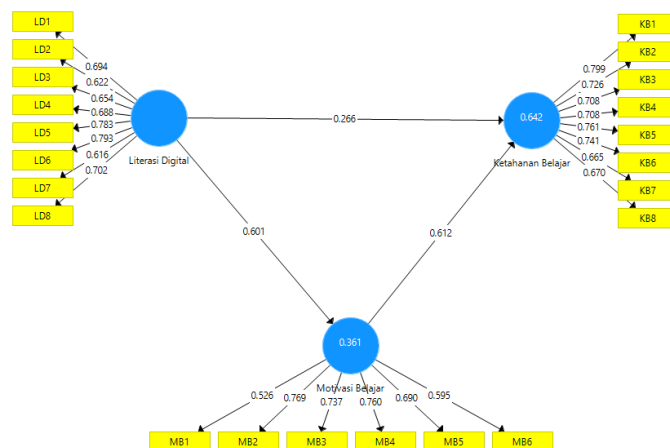 LD1
LD2
LD3
LD4
LD5
LD6
LD7
LD8
0.694
0.622
0.654
0.688
0.783
0.793
0.616
0.702
Literasi Digital
0.266
0.601
0.612
0.642
Ketahanan Belajar
0.799
0.726
0.708
0.708
0.761
0.741
0.665
0.670
KB1
KB2
KB3
KB4
KB5
KB6
KB7
KB8
0.361
Motivasi Belajar
0.526
0.769
0.737
0.760
0.690
0.595
MB1
MB2
MB3
MB4
MB5
MB6